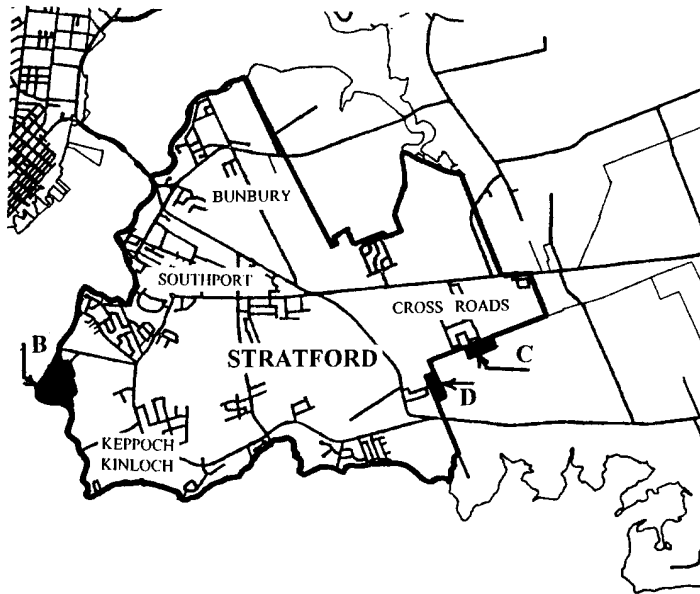 BUNBURY
SOUTHPORT
CROSS ROADS
B
STRATFORD
C
D
KEPPOCH
KINLOCH